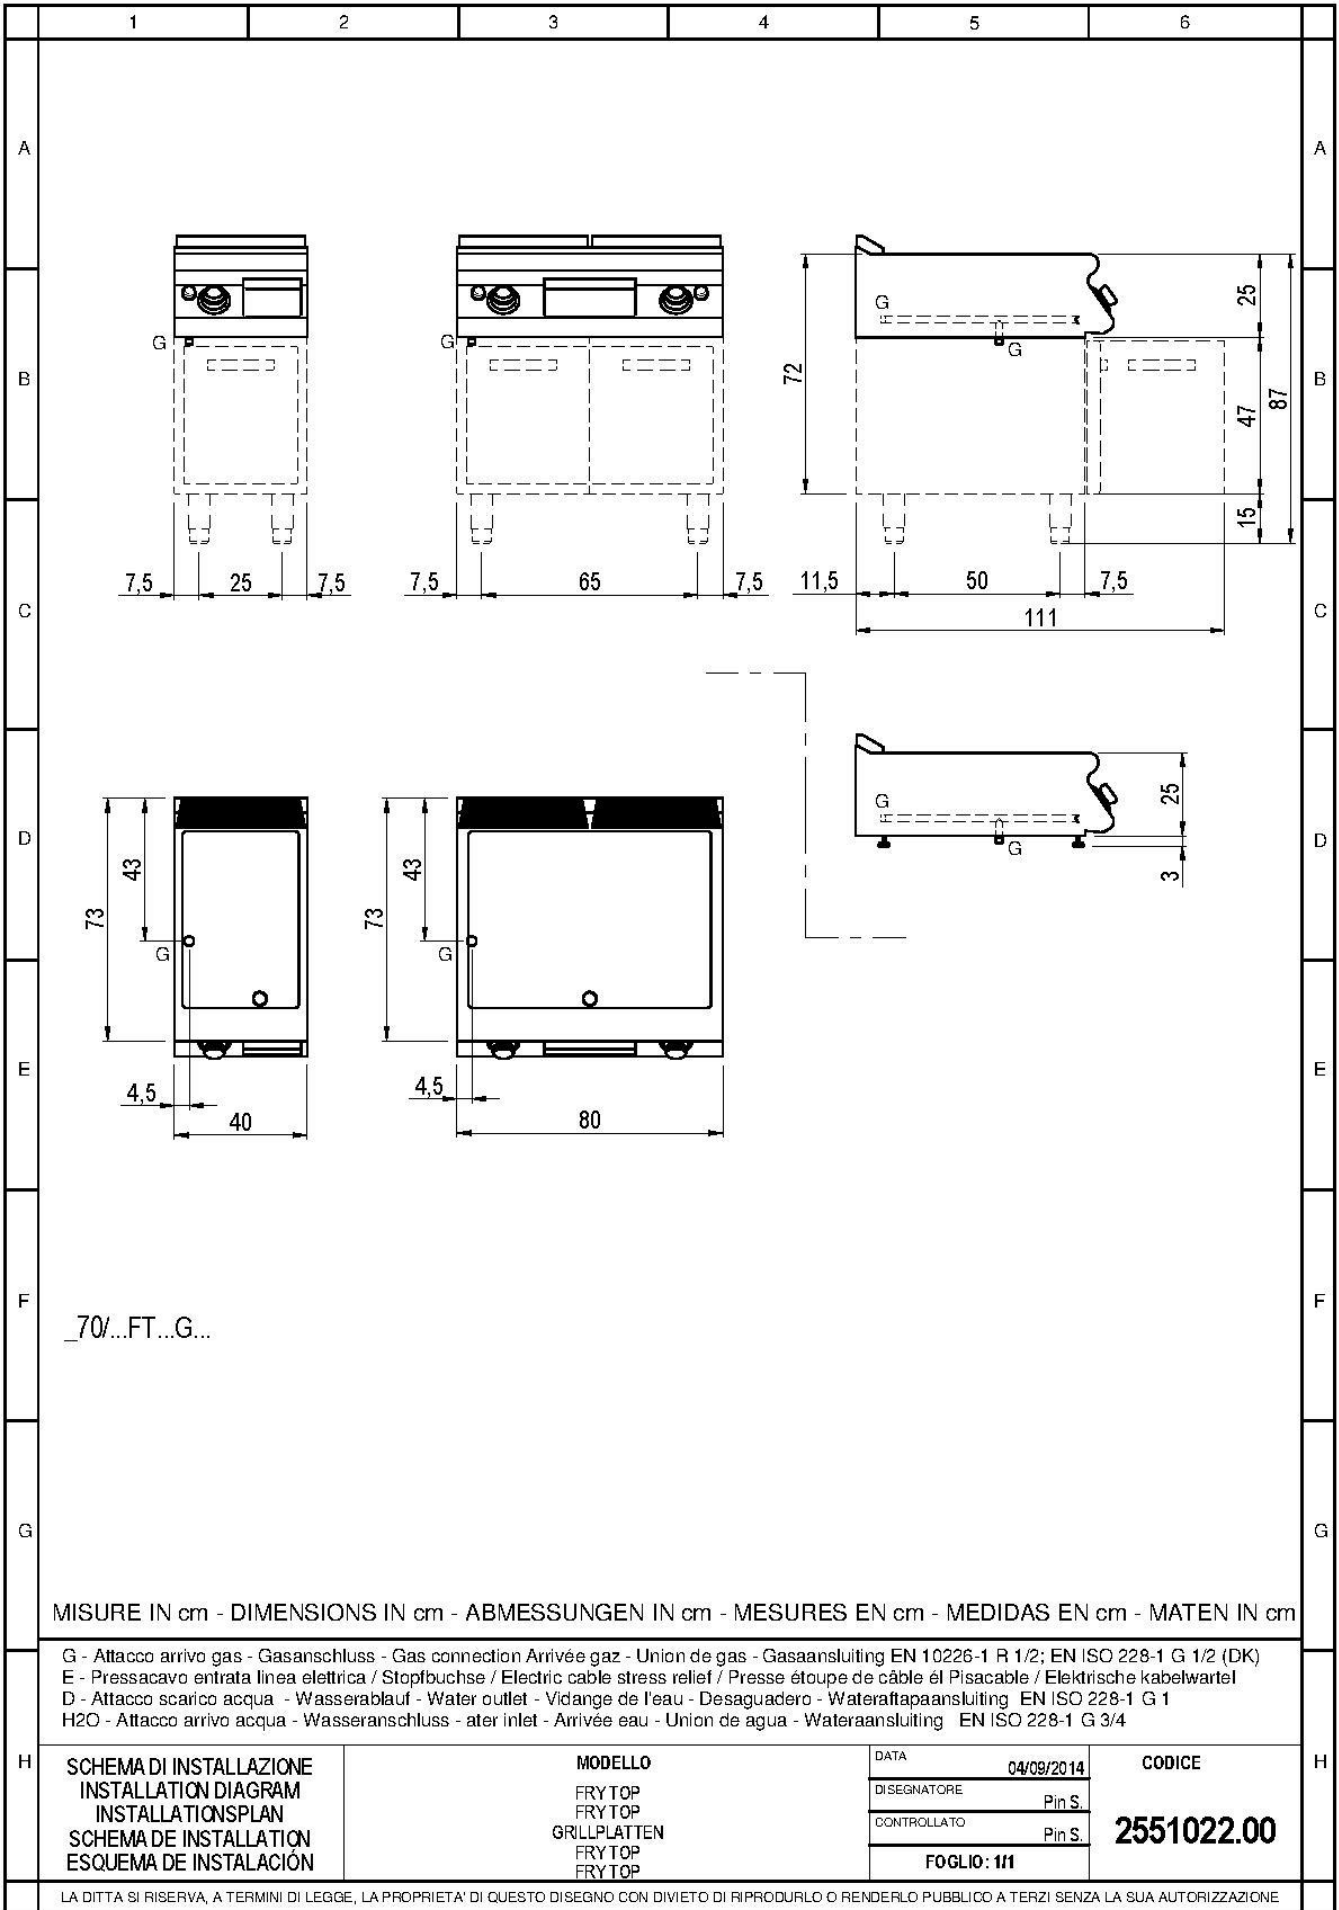 1 2 3 4 5 6
A A
G G G
25
B 72 B
G G G
47 87
15
7,5 25 7,5 7,5 65 7,5 11,5 50 7,5
C C
111
G 25
D 43 43 D
G
73 73 3
G G
E E
4,5 4,5
40 80
F F
_70/...FT...G...
G G
MISURE IN cm - DIMENSIONS IN cm - ABMESSUNGEN IN cm - MESURES EN cm - MEDIDAS EN cm - MATEN IN cm
G - Attacco arrivo gas - Gasanschluss - Gas connection Arrivée gaz - Union de gas - Gasaansluiting EN 10226-1 R 1/2; EN ISO 228-1 G 1/2 (DK)
E - Pressacavo entrata linea elettrica / Stopfbuchse / Electric cable stress relief / Presse étoupe de câble él Pisacable / Elektrische kabelwartel
D - Attacco scarico acqua - Wasserablauf - Water outlet - Vidange de l'eau - Desaguadero - Wateraftapaansluiting EN ISO 228-1 G 1
H2O - Attacco arrivo acqua - Wasseranschluss - ater inlet - Arrivée eau - Union de agua - Wateraansluiting EN ISO 228-1 G 3/4
H H
SCHEMA DI INSTALLAZIONE
INSTALLATION DIAGRAM
INSTALLATIONSPLAN
SCHEMA DE INSTALLATION
ESQUEMA DE INSTALACIÓN
MODELLO
FRY TOP
FRY TOP
GRILLPLATTEN
FRY TOP
FRY TOP
DATA 04/09/2014
DISEGNATORE Pin S.
CONTROLLATO Pin S.
FOGLIO: 1/1
CODICE
2551022.00
LA DITTA SI RISERVA, A TERMINI DI LEGGE, LA PROPRIETA' DI QUESTO DISEGNO CON DIVIETO DI RIPRODURLO O RENDERLO PUBBLICO A TERZI SENZA LA SUA AUTORIZZAZIONE